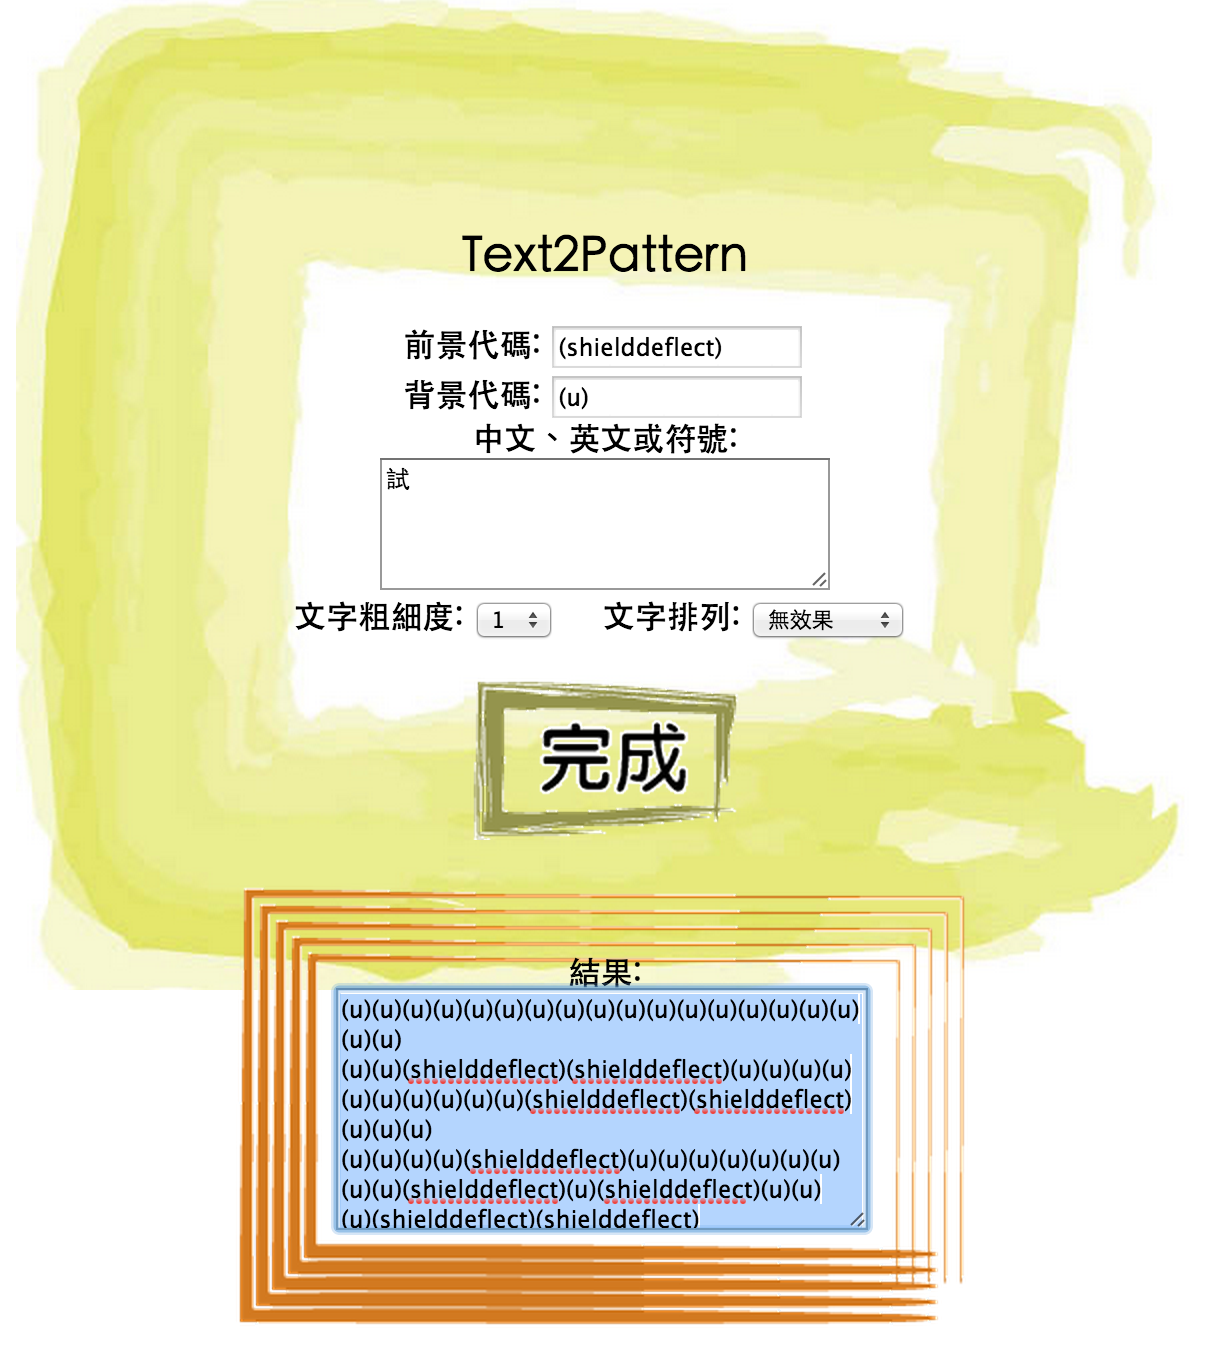 Text2Pattern
前景代碼: (shielddeflect)
背景代碼: (u)
中文、英文或符號:
試
文字粗細度: 1 文字排列: 無效果
完成
結果:
(u)(u)(u)(u)(u)(u)(u)(u)(u)(u)(u)(u)(u)(u)(u)(u)(u)
(u)(u)
(u)(u)(shielddeflect)(shielddeflect)(u)(u)(u)(u)
(u)(u)(u)(u)(u)(u)(shielddeflect)(shielddeflect)
(u)(u)(u)
(u)(u)(u)(u)(shielddeflect)(u)(u)(u)(u)(u)(u)(u)
(u)(u)(shielddeflect)(u)(shielddeflect)(u)(u)
(u)(shielddeflect)(shielddeflect)